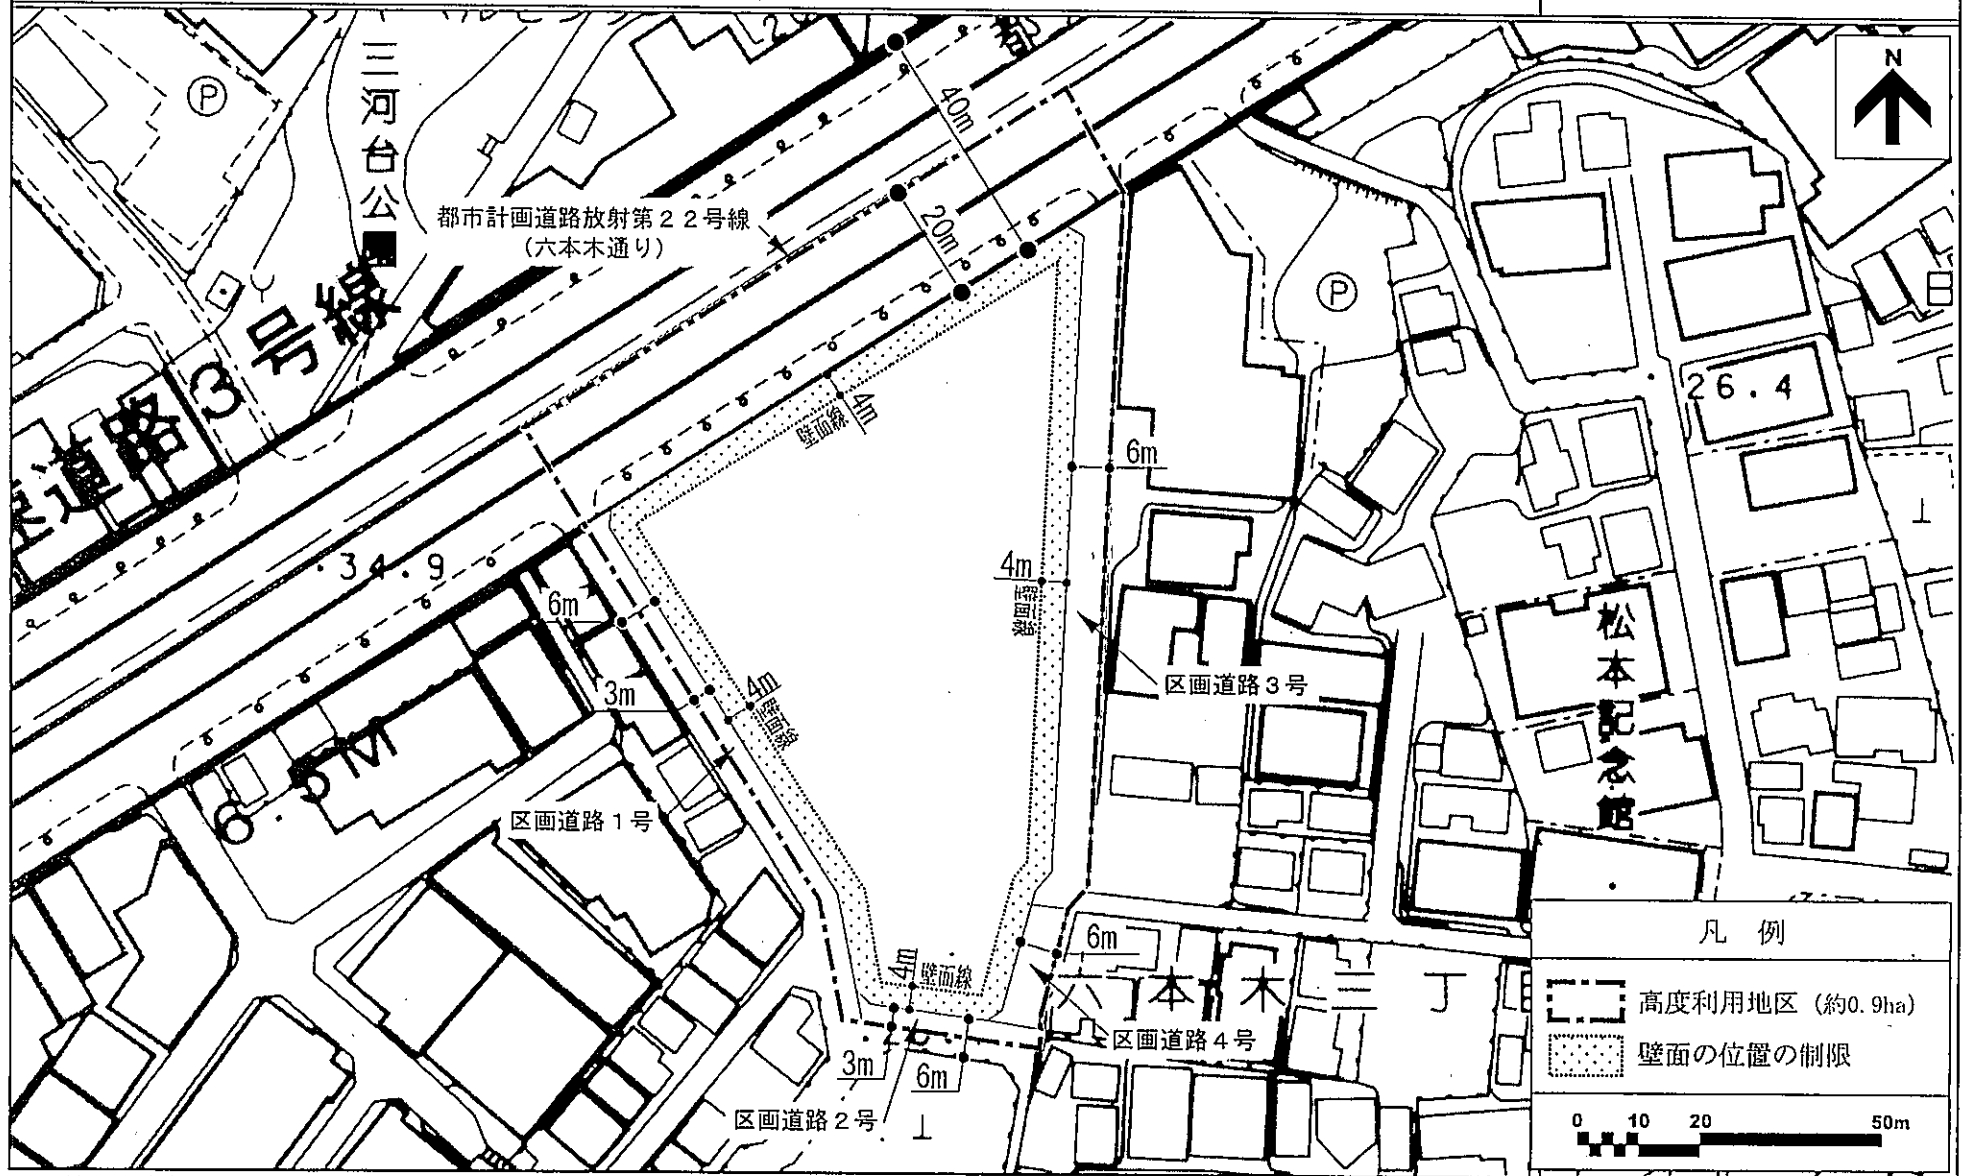 三河台公
P
N
40m
都市計画道路放射第22号線
(六本木通り)
20m
P
3号線
速道路
26.4
4m
壁面線
6m
34.9
4m
壁面線
6m
松本記念館
3m
4m
壁面線
区画道路3号
区画道路1号
6m
4m
壁面線
六本木三丁
区画道路4号
3m
6m
区画道路2号
凡 例
高度利用地区 (約0.9ha)
壁面の位置の制限
0 10 20 50m